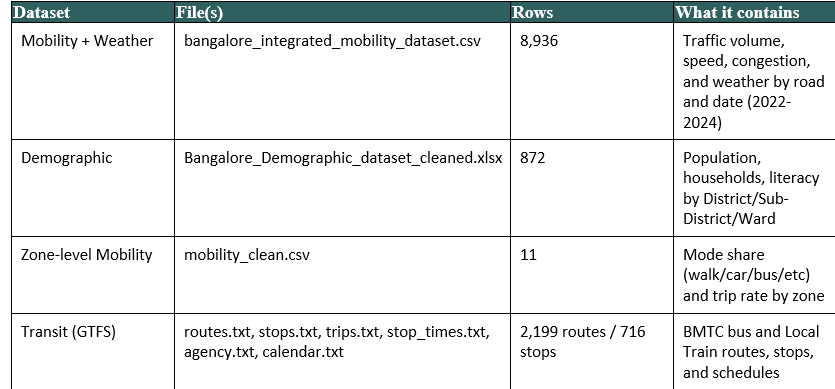 Dataset File(s) Rows What it contains
Mobility + Weather bangalore_integrated_mobility_dataset.csv 8,936 Traffic volume,
speed, congestion,
and weather by road
and date (2022-
2024)
Demographic Bangalore_Demographic_dataset_cleaned.xlsx 872 Population,
households, literacy
by District/Sub-
District/Ward
Zone-level Mobility mobility_clean.csv 11 Mode share
(walk/car/bus/etc)
and trip rate by zone
Transit (GTFS) routes.txt, stops.txt, trips.txt, stop_times.txt, 2,199 routes / 716 BMTC bus and Local
agency.txt, calendar.txt stops Train routes, stops,
and schedules